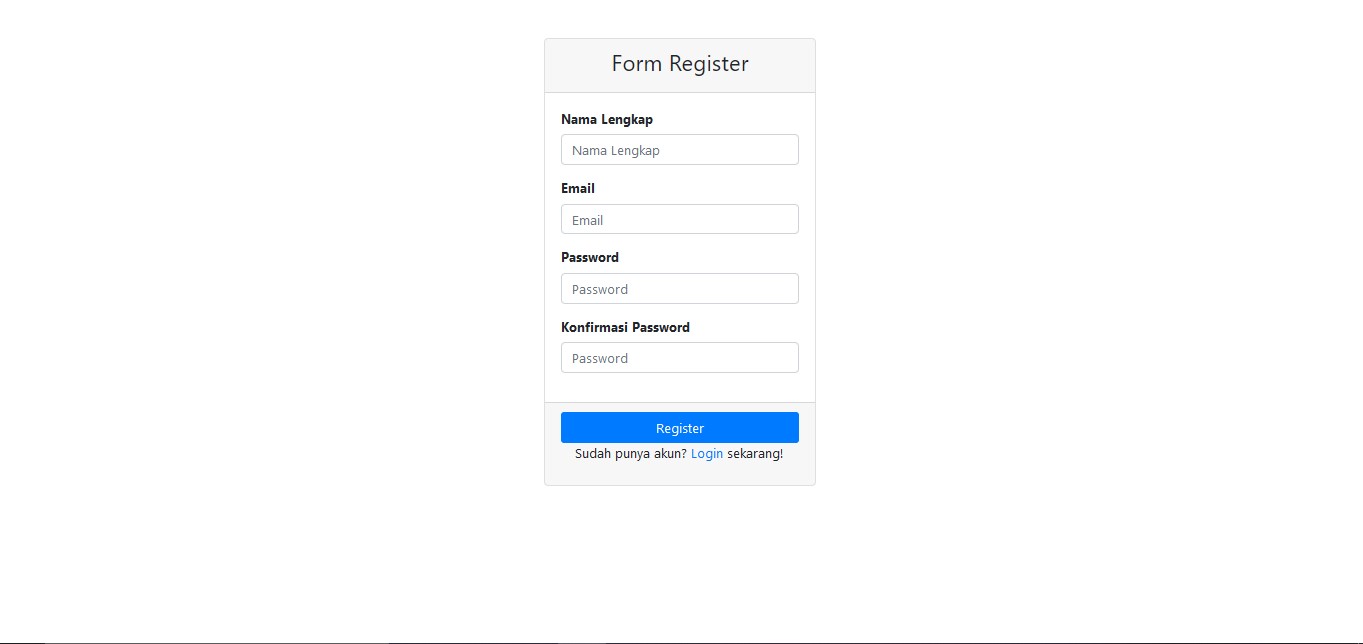 Form Register
Nama Lengkap
Nama Lengkap
Email
Email
Password
Password
Konfirmasi Password
Password
Register
Sudah punya akun? Login sekarang!